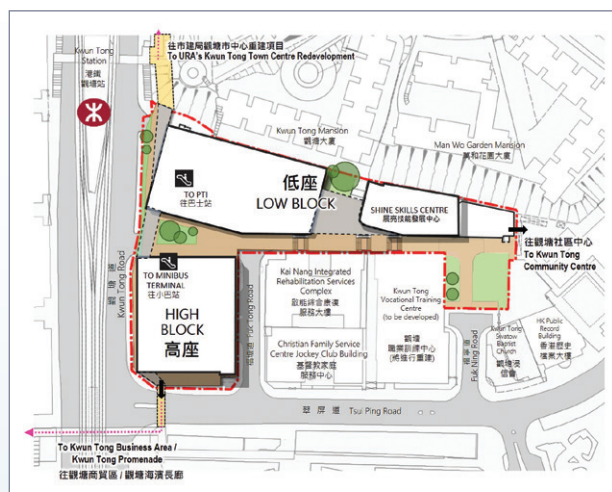 往市建局觀塘市中心重建項目
To URA's Kwun Tong Town Centre Redevelopment
Kwun Tong
Station
港鐵
觀塘站
Kwun Tong Mansion
觀塘大廈
Man Wo Garden Mansion
萬和花園大廈
TO PTI
往巴士站
低座
LOW BLOCK
SHINE SKILLS CENTRE
展亮技能發展中心
往觀塘社區中心
To Kwun Tong
Community Centre
觀塘道
Kwun Tong Road
TO MINIBUS
TERMINAL
往小巴站
HIGH
BLOCK
高座
Fuk Tong Road
Kai Nang Integrated
Rehabilitation Services
Complex
啟能綜合康復
服務大樓
Christian Family Service
Centre Jockey Club Building
基督教家庭
服務中心
Kwun Tong
Vocational Training
Centre
(to be developed)
觀塘
職業訓練中心
(將進行重建)
Fuk Ning Road
Kwun Tong
Swatow
Baptist
Church
觀塘浸
信會
HK Public
Record Building
香港歷史
檔案大樓
翠屏道 Tsui Ping Road
To Kwun Tong Business Area /
Kwun Tong Promenade
往觀塘商貿區 / 觀塘海濱長廊